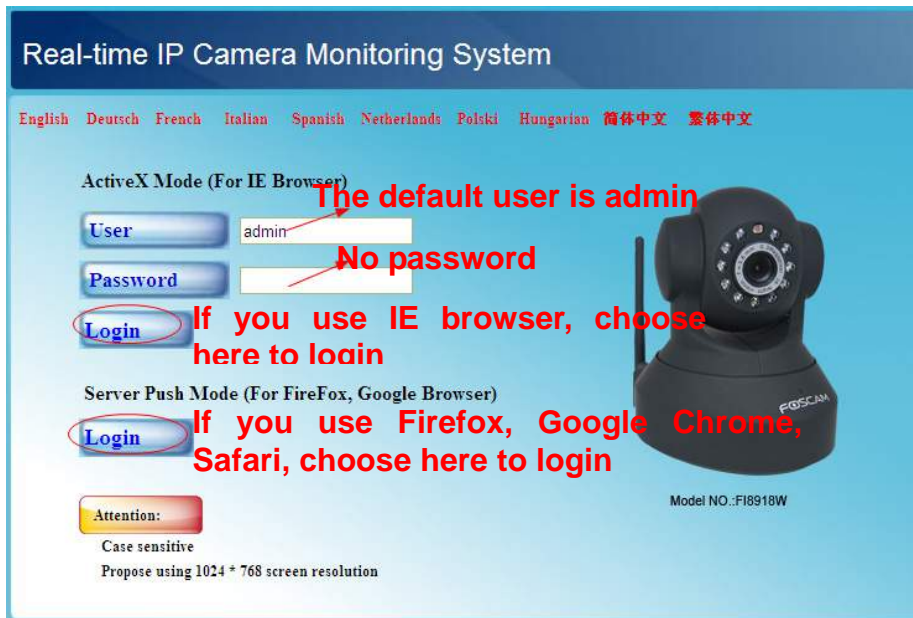 Real-time IP Camera Monitoring System
English Deutsch French Italian Spanish Netherlands Polski Hungarian 简体中文 繁体中文
ActiveX Mode (For IE Browser)
The default user is admin
User
admin
No password
Password
If you use IE browser, choose
Login
here to login
Server Push Mode (For FireFox, Google Browser)
If you use Firefox, Google Chrome,
Login
Safari, choose here to login
FOSCAM
Model NO.:FI8918W
Attention:
Case sensitive
Propose using 1024 * 768 screen resolution